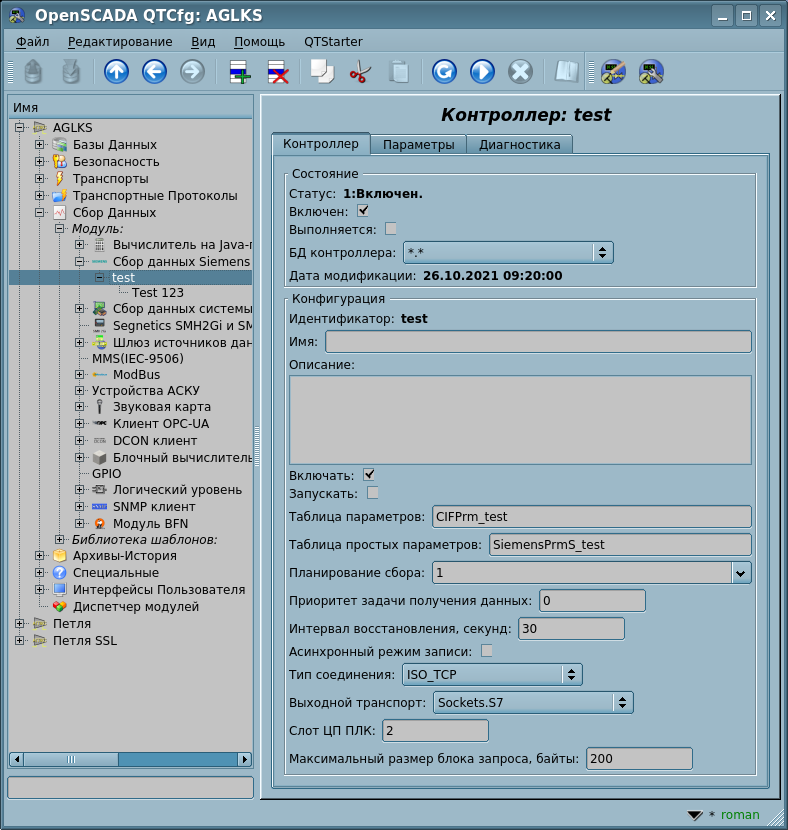 OpenSCADA QTCfg: AGLKS
Файл Редактирование Вид Помощь QTStarter
Имя
AGLKS
Базы Данных
Безопасность
Транспорты
Транспортные Протоколы
Сбор Данных
Модуль:
Вычислитель на Java-п
Сбор данных Siemens
test
Test 123
Сбор данных системы
Segnetics SMH2Gi и SM
Шлюз источников дан
MMS(IEC-9506)
ModBus
Устройства АСКУ
Звуковая карта
Клиент OPC-UA
DCON клиент
Блочный вычислитель
GPIO
Логический уровень
SNMP клиент
Модуль BFN
Библиотека шаблонов:
Архивы-История
Специальные
Интерфейсы Пользователя
Диспетчер модулей
Петля
Петля SSL
Контроллер: test
Контроллер Параметры Диагностика
Состояние
Статус: 1:Включен.
Включен:
Выполняется:
БД контроллера: *.*
Дата модификации: 26.10.2021 09:20:00
Конфигурация
Идентификатор: test
Имя:
Описание:
Включать:
Запускать:
Таблица параметров: CIFPrm_test
Таблица простых параметров: SiemensPrmS_test
Планирование сбора: 1
Приоритет задачи получения данных: 0
Интервал восстановления, секунд: 30
Асинхронный режим записи:
Тип соединения: ISO_TCP
Выходной транспорт: Sockets.S7
Слот ЦП ПЛК: 2
Максимальный размер блока запроса, байты: 200
* roman